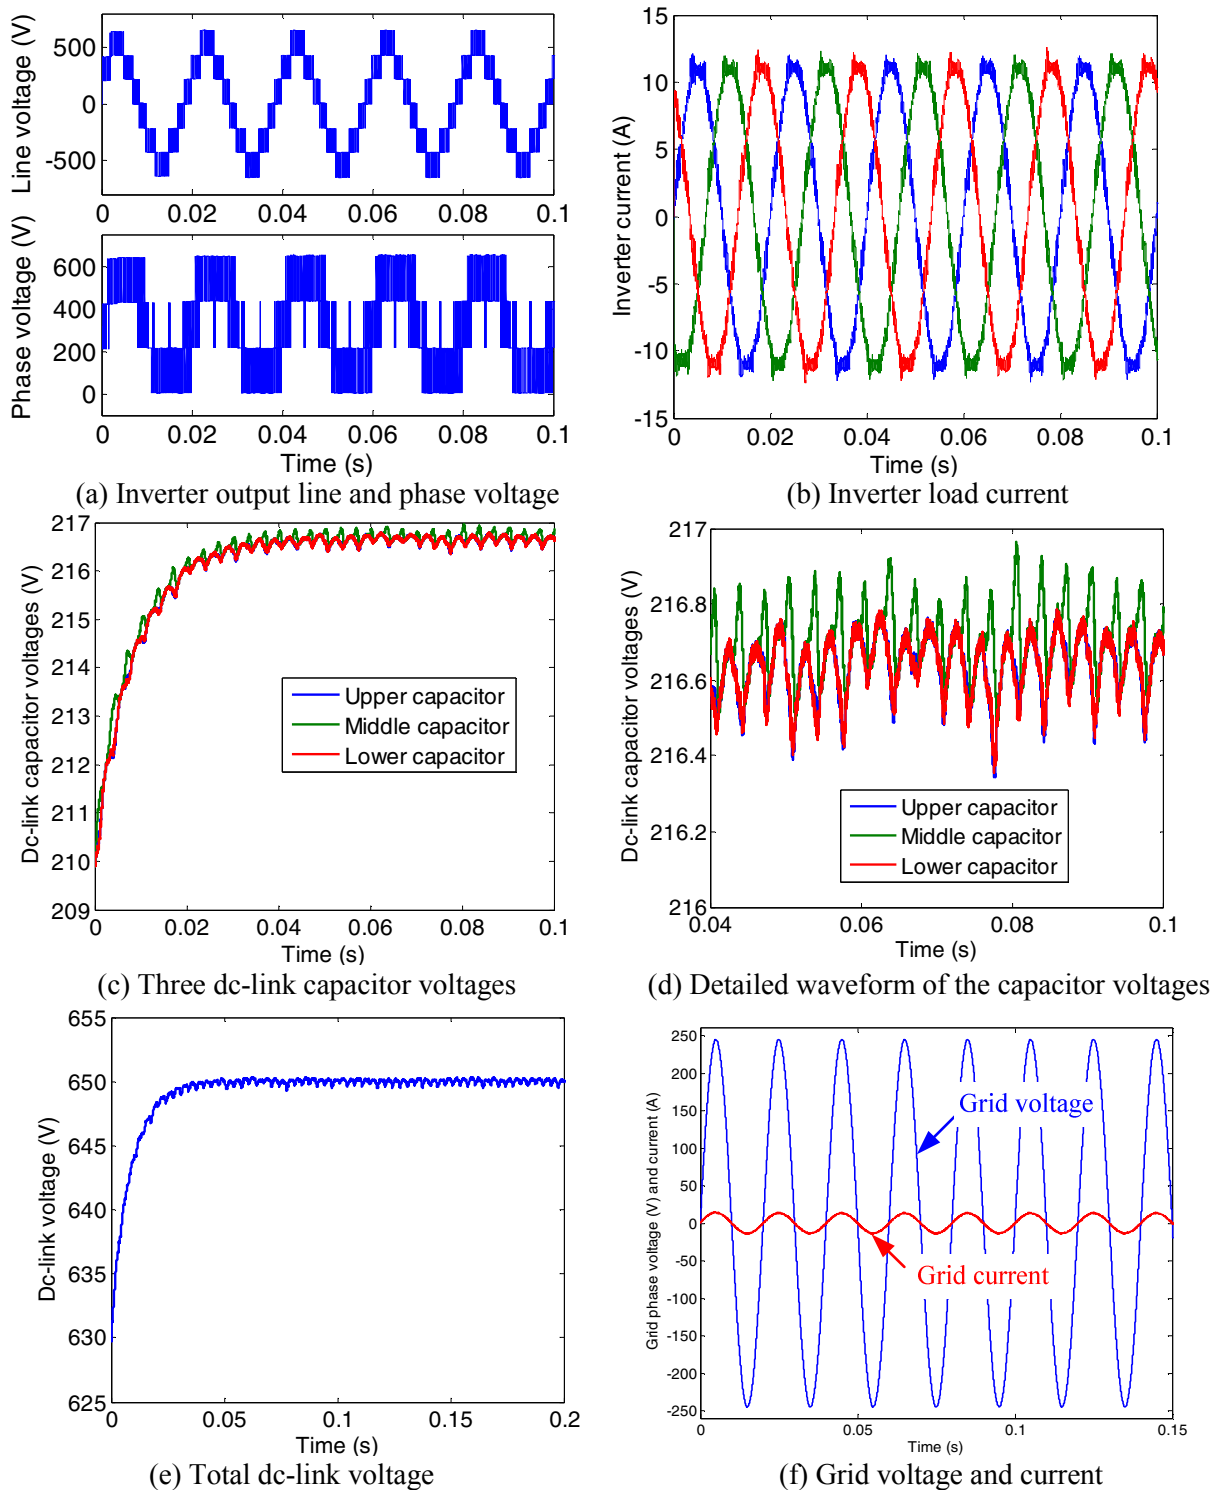 Line voltage (V)
500
0
-500
0 0.02 0.04 0.06 0.08 0.1
Phase voltage (V)
600
400
200
0
0 0.02 0.04 0.06 0.08 0.1
Time (s)
(a) Inverter output line and phase voltage
Inverter current (A)
15
10
5
0
-5
-10
-15
0 0.02 0.04 0.06 0.08 0.1
Time (s)
(b) Inverter load current
Dc-link capacitor voltages (V)
217
216
215
214
213
212
211
210
209
Upper capacitor
Middle capacitor
Lower capacitor
0 0.02 0.04 0.06 0.08 0.1
Time (s)
(c) Three dc-link capacitor voltages
Dc-link capacitor voltages (V)
217
216.8
216.6
216.4
216.2
216
Upper capacitor
Middle capacitor
Lower capacitor
0.04 0.06 0.08 0.1
Time (s)
(d) Detailed waveform of the capacitor voltages
Dc-link voltage (V)
655
650
645
640
635
630
625
0 0.05 0.1 0.15 0.2
Time (s)
(e) Total dc-link voltage
Grid phase voltage (V) and current (A)
250
200
150
100
50
0
-50
-100
-150
-200
-250
Grid voltage
Grid current
0 0.05 0.1 0.15
Time (s)
(f) Grid voltage and current